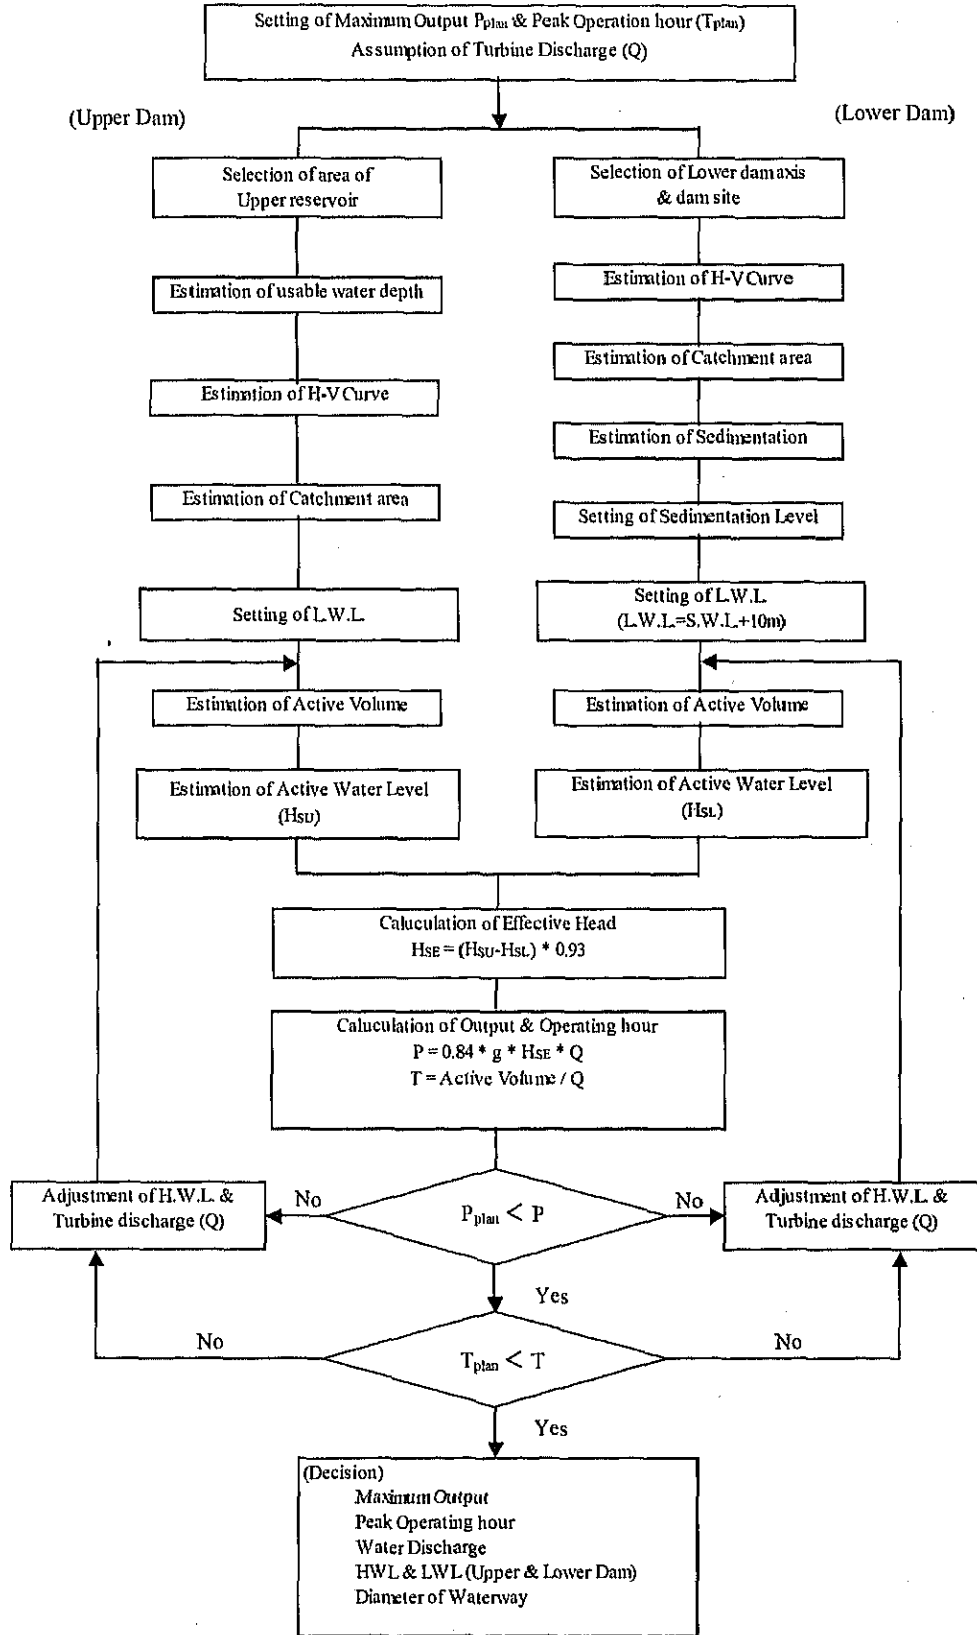 Setting of Maximum Output Pplan & Peak Operation hour (Tplan)
Assumption of Turbine Discharge (Q)
(Upper Dam)
(Lower Dam)
Selection of area of
Upper reservoir
Estimation of usable water depth
Estimation of H-V Curve
Estimation of Catchment area
Setting of L.W.L.
Estimation of Active Volume
Estimation of Active Water Level
(HSU)
Selection of Lower dam axis
& dam site
Estimation of H-V Curve
Estimation of Catchment area
Estimation of Sedimentation
Setting of Sedimentation Level
Setting of L.W.L.
(L.W.L=S.W.L+10m)
Estimation of Active Volume
Estimation of Active Water Level
(HSL)
Caluculation of Effective Head
HSE = (HSU-HSL) * 0.93
Caluculation of Output & Operating hour
P = 0.84 * g * HSE * Q
T = Active Volume / Q
Adjustment of H.W.L. &
Turbine discharge (Q)
No
Pplan < P
No
Adjustment of H.W.L. &
Turbine discharge (Q)
Yes
No
Tplan < T
No
Yes
(Decision)
Maximum Output
Peak Operating hour
Water Discharge
HWL & LWL (Upper & Lower Dam)
Diameter of Waterway